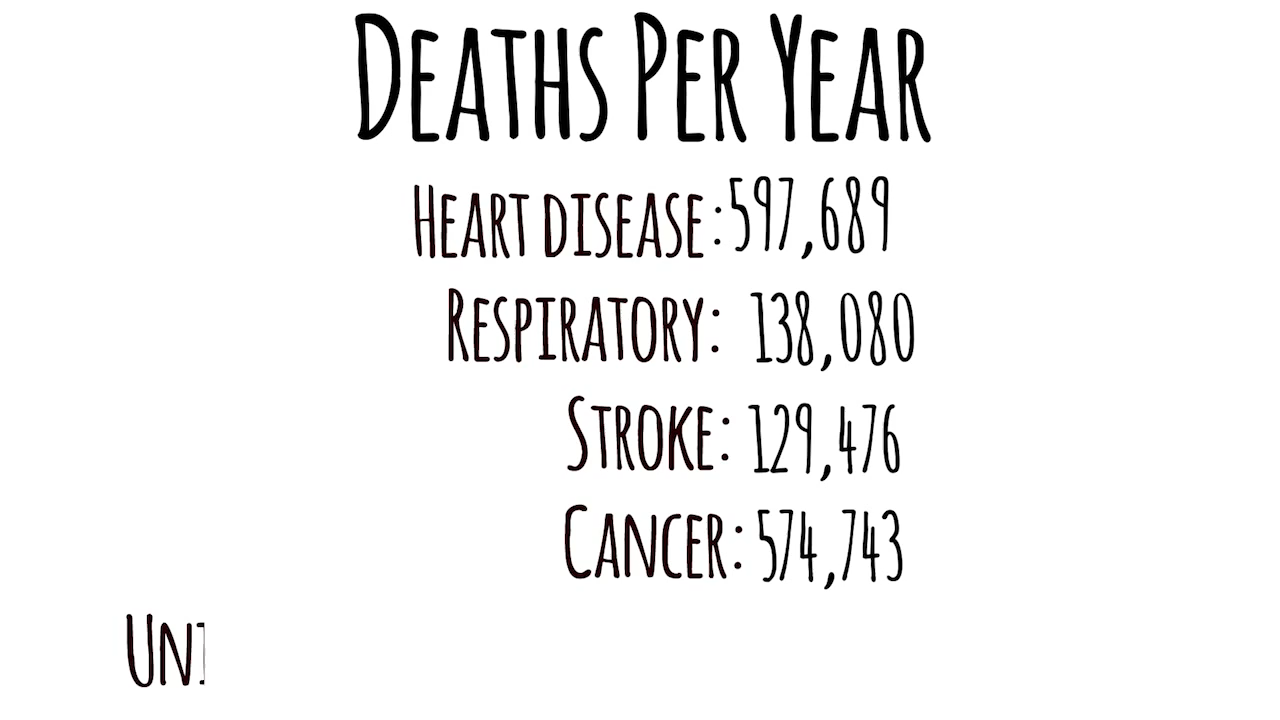 Deaths Per Year
Heart disease: 597,689
Respiratory: 138,080
Stroke: 129,476
Cancer: 574,743